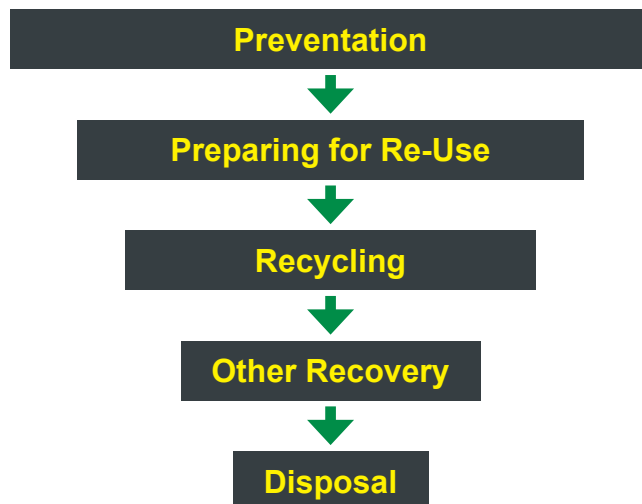 Preventation
Preparing for Re-Use
Recycling
Other Recovery
Disposal